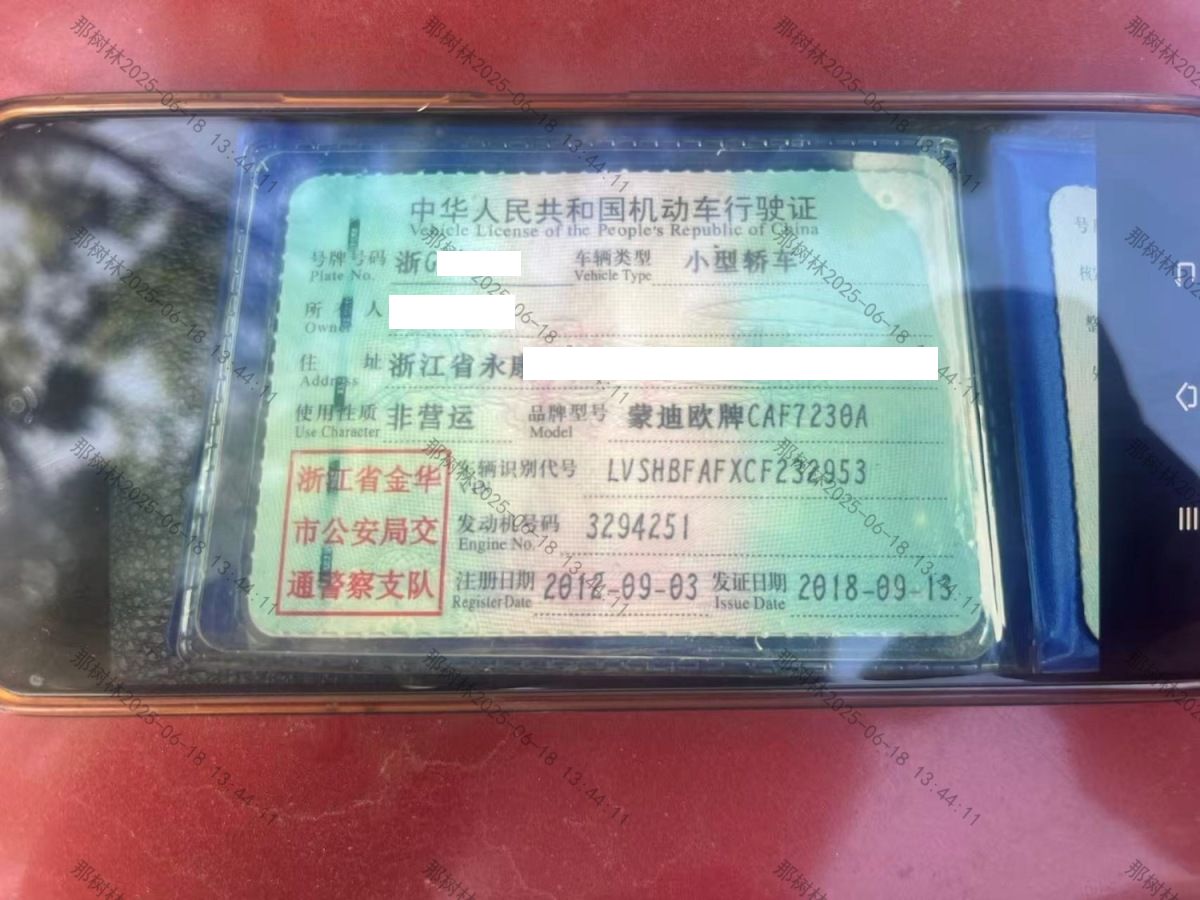 中华人民共和国机动车行驶证
Vehicle License of the People's Republic of China
号牌号码 浙G 车辆类型 小型轿车
Plate No. Vehicle Type
所 人
Owner
住 址 浙江省永康
Address
使用性质 非营运 品牌型号 蒙迪欧牌CAF7230A
Use Character Model
浙江省金华 车辆识别代号 LVSHBFAFXCF232953
市公安局交 发动机号码 3294251
Engine No.
通警察支队 注册日期 2012-09-03 发证日期 2018-09-13
Register Date Issue Date
那树林2025-06-18 13:44:11